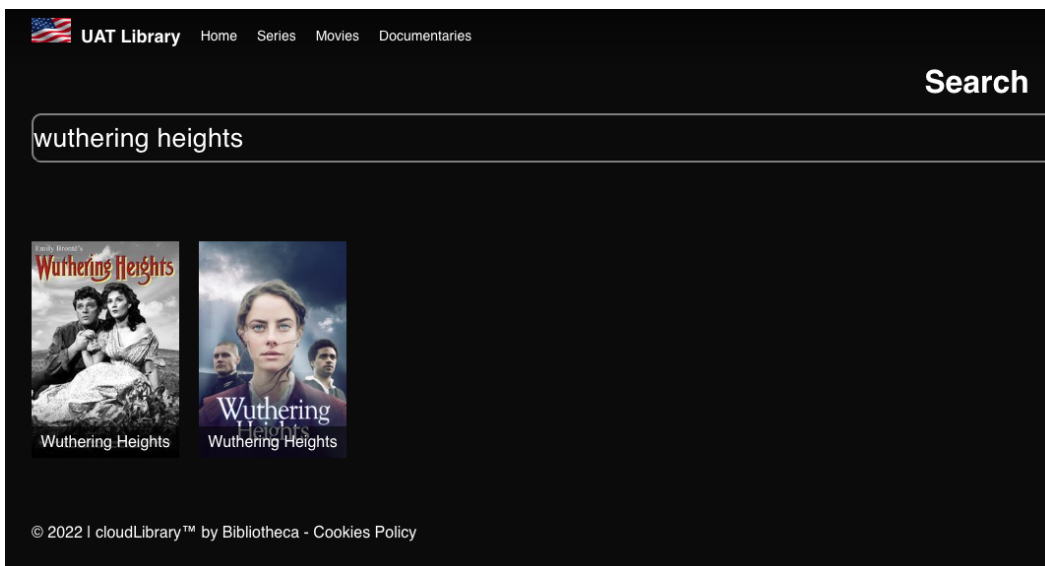 UAT Library Home Series Movies Documentaries
Search
wuthering heights
Emily Brontë's
Wuthering Heights
Wuthering
Heights
Wuthering Heights
Wuthering Heights
© 2022 | cloudLibrary™ by Bibliotheca - Cookies Policy